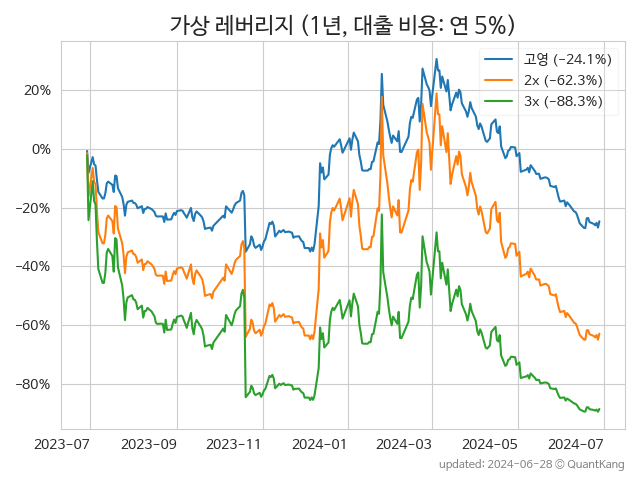 가상 레버리지 (1년, 대출 비용: 연 5%)
고영 (−24.1%)
2x (−62.3%)
3x (−88.3%)
20%
0%
−20%
−40%
−60%
−80%
2023-07 2023-09 2023-11 2024-01 2024-03 2024-05 2024-07
updated: 2024-06-28 © QuantKang